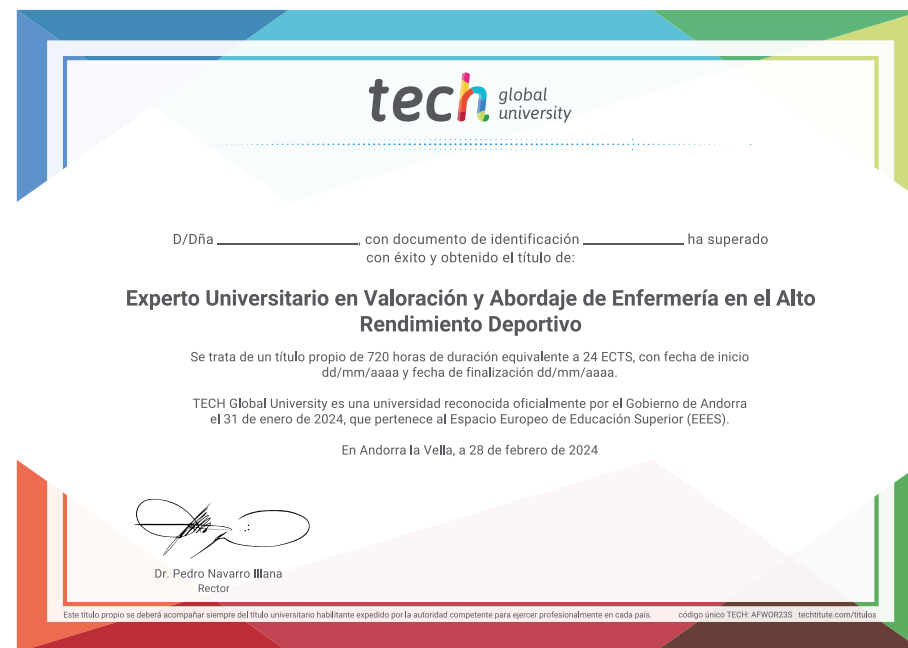 tech global university
D/Dña ____________________, con documento de identificación ______________ ha superado
con éxito y obtenido el título de:
Experto Universitario en Valoración y Abordaje de Enfermería en el Alto
Rendimiento Deportivo
Se trata de un título propio de 720 horas de duración equivalente a 24 ECTS, con fecha de inicio
dd/mm/aaaa y fecha de finalización dd/mm/aaaa.
TECH Global University es una universidad reconocida oficialmente por el Gobierno de Andorra
el 31 de enero de 2024, que pertenece al Espacio Europeo de Educación Superior (EEES).
En Andorra la Vella, a 28 de febrero de 2024
Dr. Pedro Navarro Illana
Rector
Este título propio se deberá acompañar siempre del título universitario habilitante expedido por la autoridad competente para ejercer profesionalmente en cada país. código único TECH: AFWOR23S techtitute.com/titulos